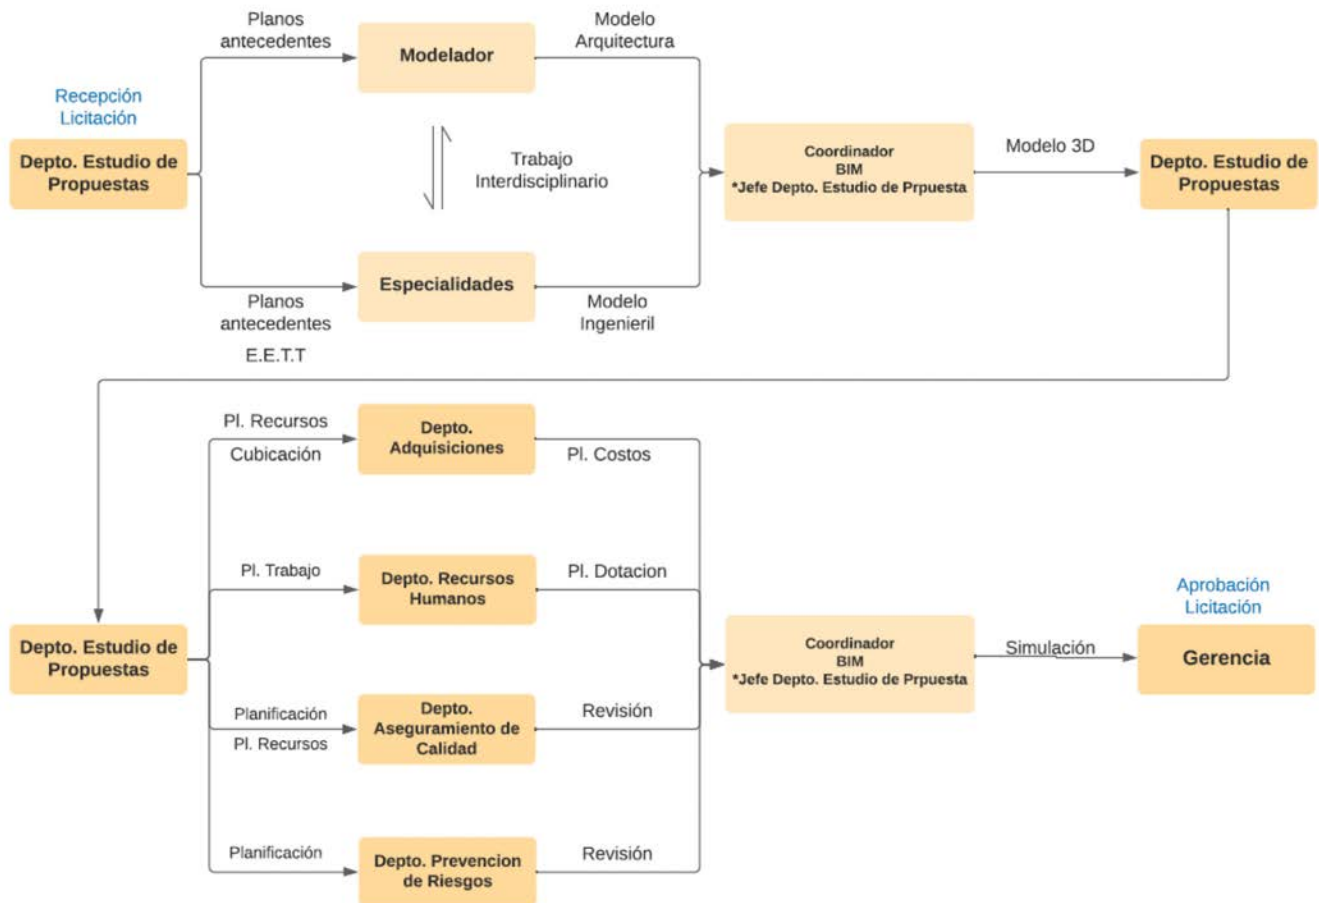 Planos
antecedentes
Modelador
Modelo
Arquitectura
Recepción
Licitación
Depto. Estudio de
Propuestas
Trabajo
Interdisciplinario
Coordinador
BIM
*Jefe Depto. Estudio de Prpuesta
Modelo 3D
Depto. Estudio de
Propuestas
Especialidades
Planos
antecedentes
E.E.T.T
Modelo
Ingenieril
Pl. Recursos
Cubicación
Depto.
Adquisiciones
Pl. Costos
Pl. Trabajo
Depto. Recursos
Humanos
Pl. Dotacion
Depto. Estudio de
Propuestas
Coordinador
BIM
*Jefe Depto. Estudio de Prpuesta
Simulación
Aprobación
Licitación
Gerencia
Planificación
Pl. Recursos
Depto.
Aseguramiento de
Calidad
Revisión
Planificación
Depto. Prevencion
de Riesgos
Revisión